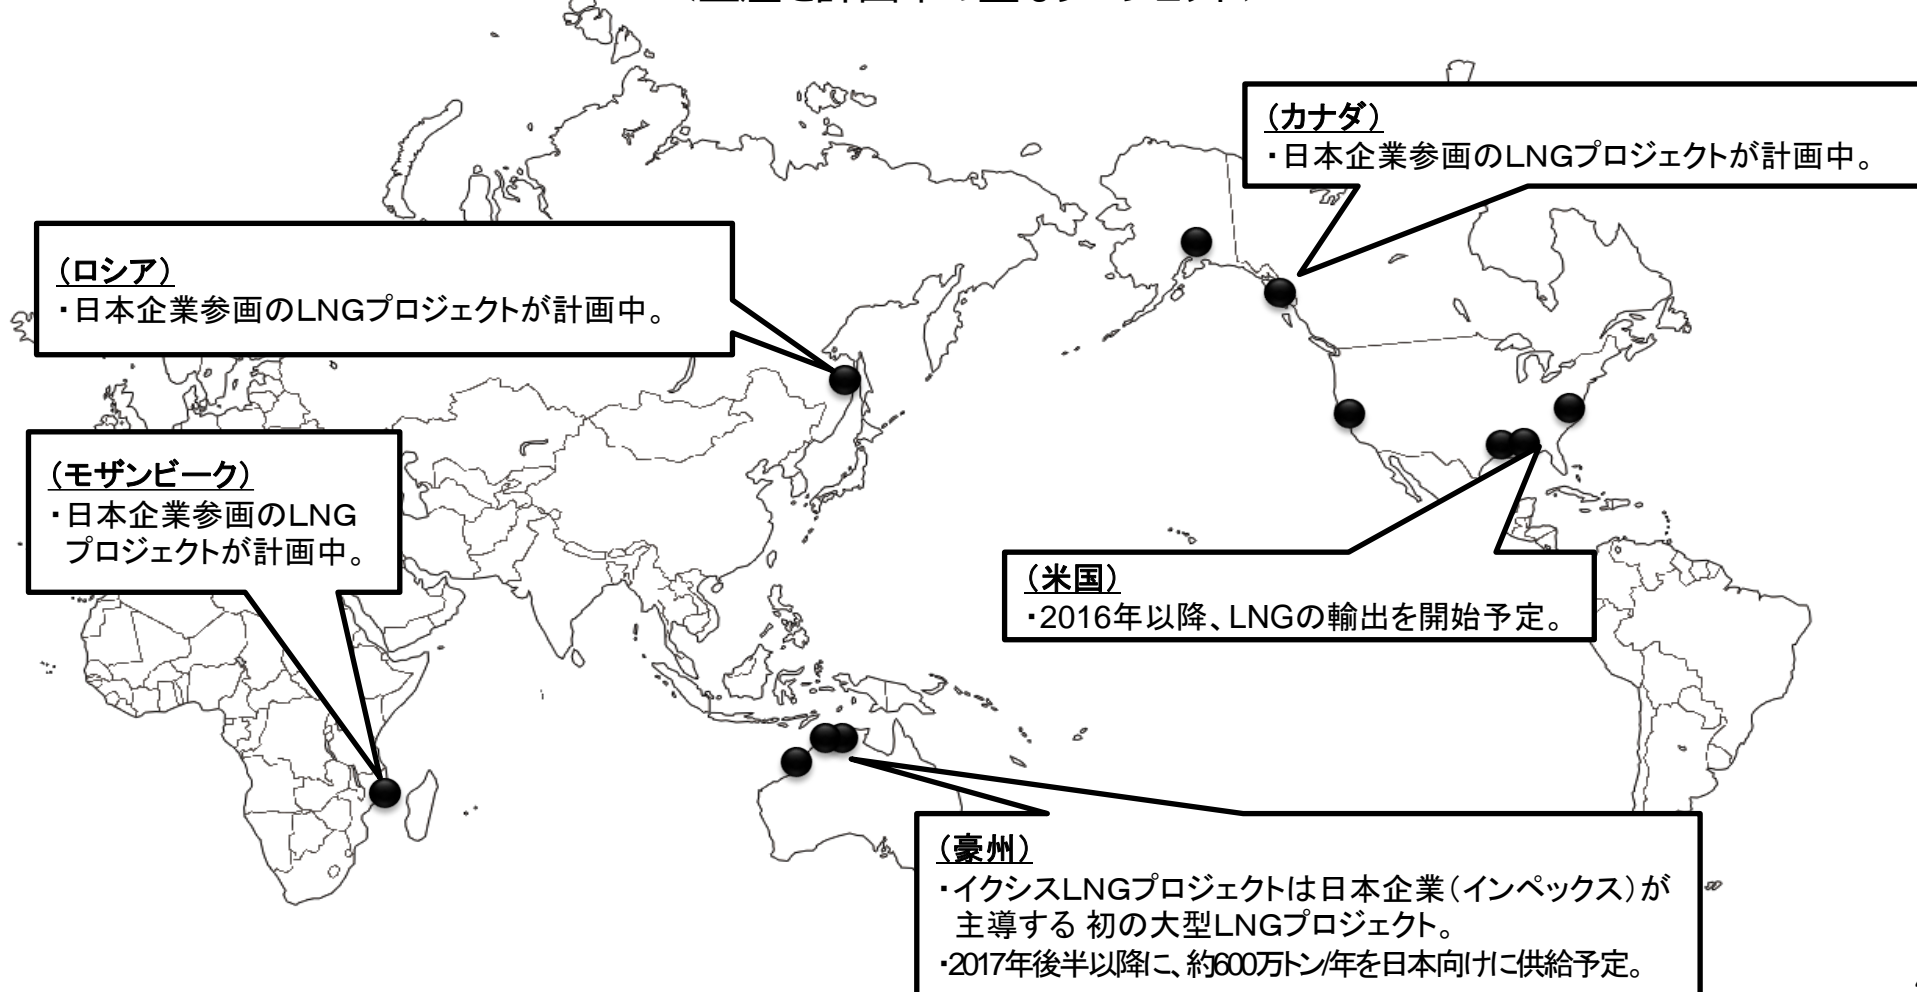 （カナダ）
・日本企業参画のLNGプロジェクトが計画中。
（ロシア）
・日本企業参画のLNGプロジェクトが計画中。
（モザンビーク）
・日本企業参画のLNG
プロジェクトが計画中。
（米国）
・2016年以降、LNGの輸出を開始予定。
（豪州）
・イクシスLNGプロジェクトは日本企業（インペックス）が
主導する 初の大型LNGプロジェクト。
・2017年後半以降に、約600万トン/年を日本向けに供給予定。